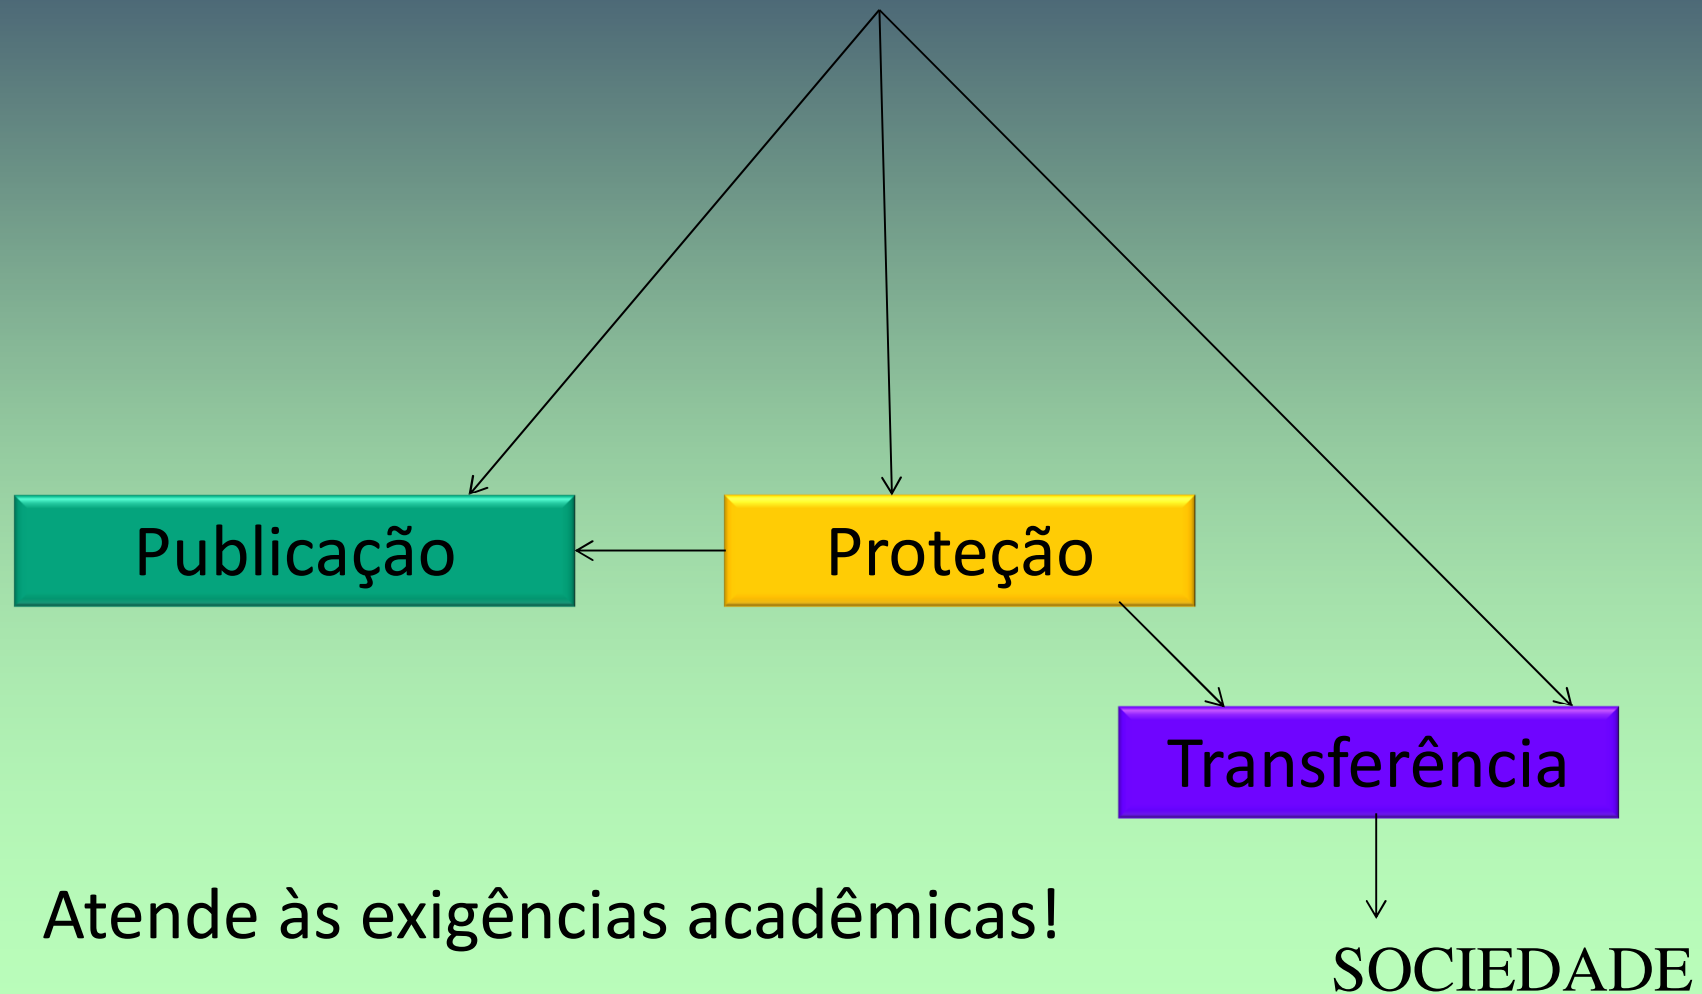 Publicação
Proteção
Transferência
Atende às exigências acadêmicas!
SOCIEDADE